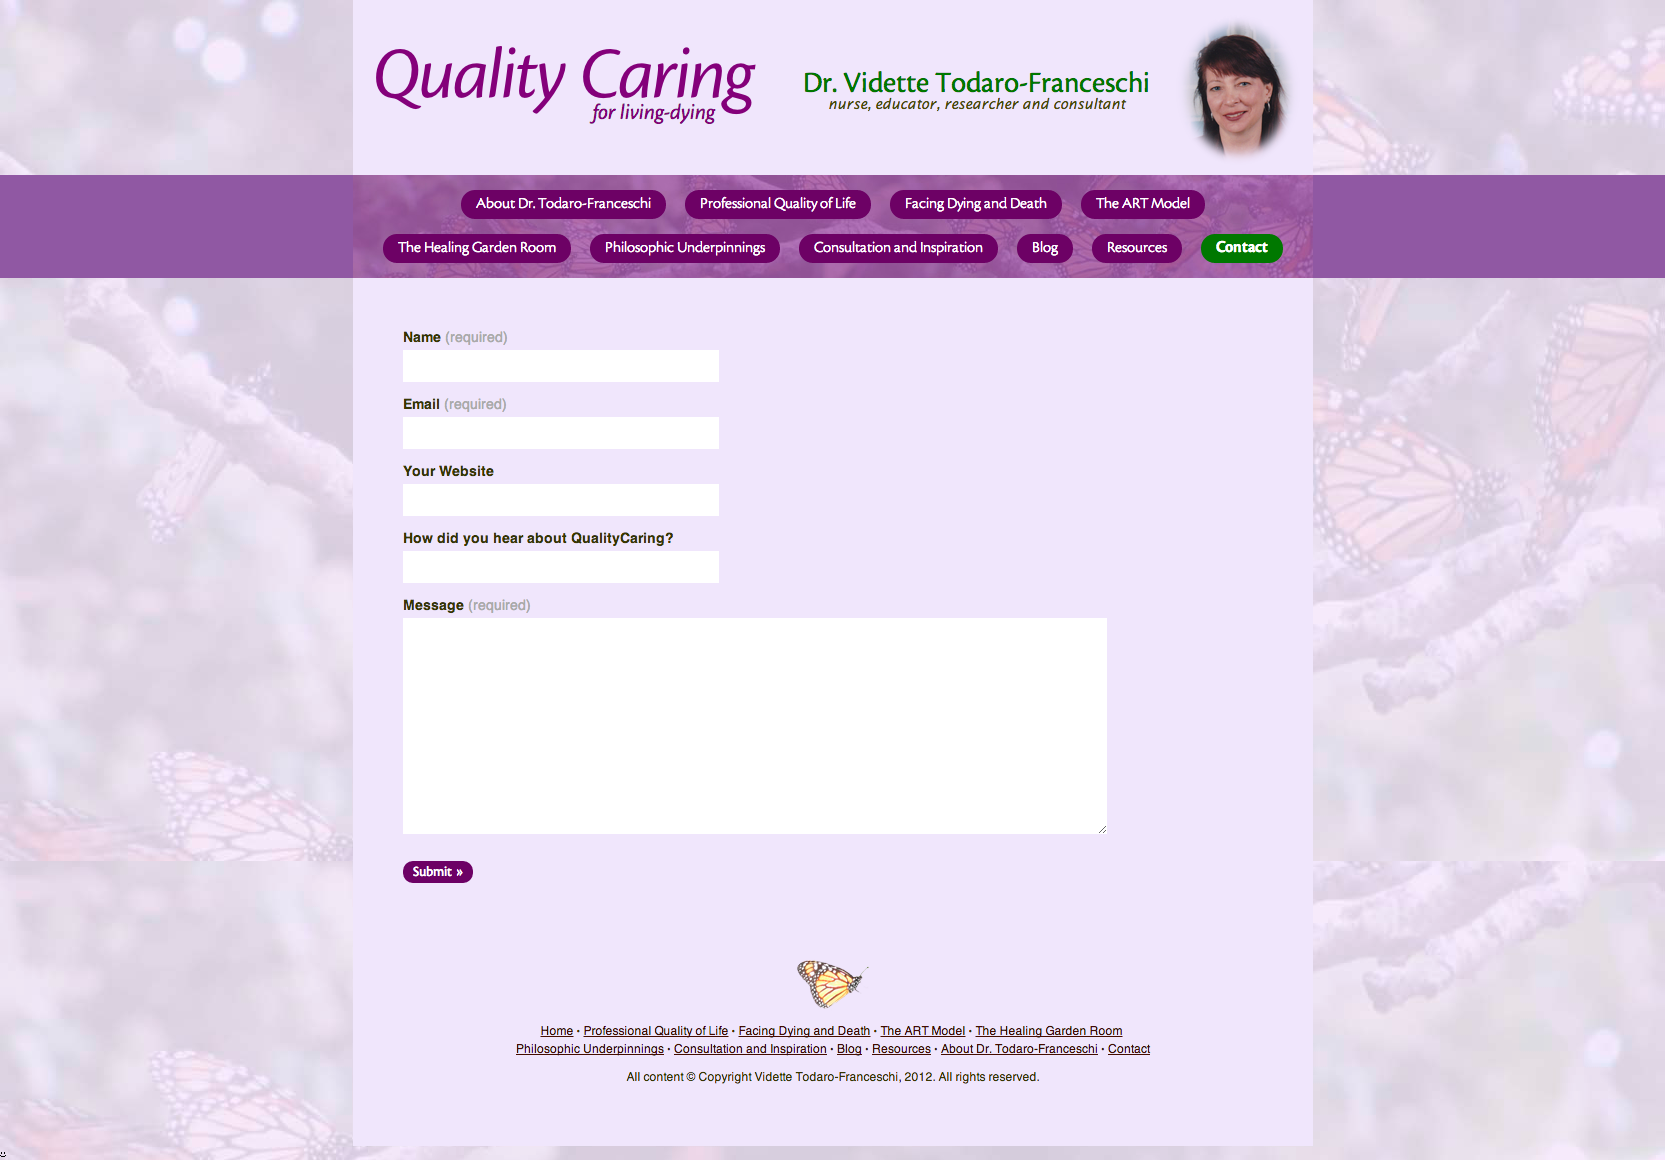 Quality Caring
for living-dying
Dr. Vidette Todaro-Franceschi
nurse, educator, researcher and consultant
About Dr. Todaro-Franceschi Professional Quality of Life Facing Dying and Death The ART Model
The Healing Garden Room Philosophic Underpinnings Consultation and Inspiration Blog Resources Contact
Name (required)
Email (required)
Your Website
How did you hear about QualityCaring?
Message (required)
Submit »
Home · Professional Quality of Life · Facing Dying and Death · The ART Model · The Healing Garden Room
Philosophic Underpinnings · Consultation and Inspiration · Blog · Resources · About Dr. Todaro-Franceschi · Contact
All content © Copyright Vidette Todaro-Franceschi, 2012. All rights reserved.